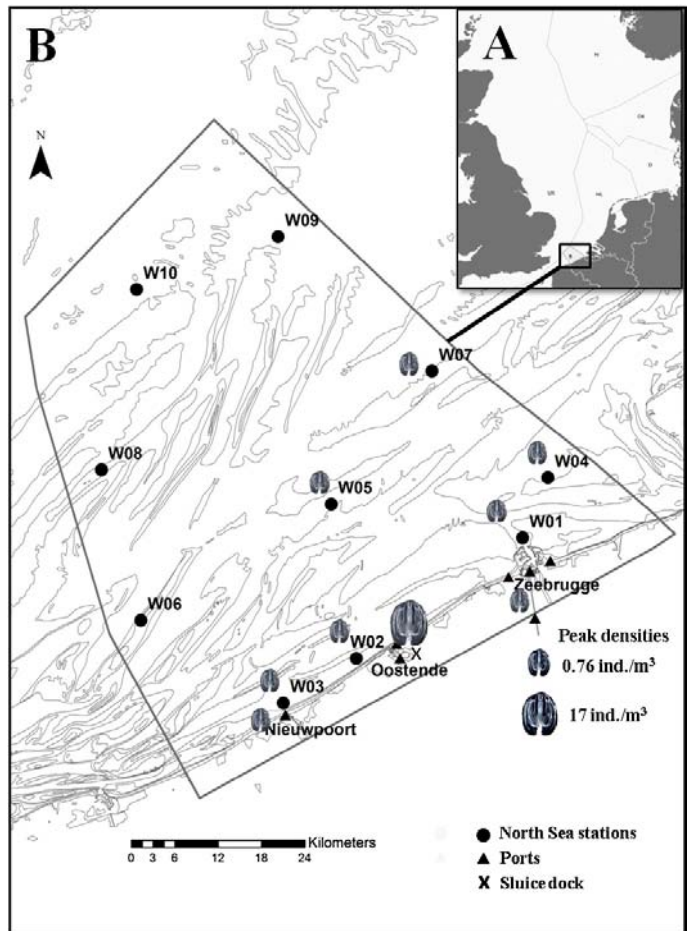 B
A
N
W09
W10
W07
W08
W04
W05
W01
Zeebrugge
W06
Peak densities
W02
0.76 ind./m³
X
Oostende
W03
17 ind./m³
Nieuwpoort
Kilometers
0 3 6 12 18 24
North Sea stations
Ports
X Sluice dock